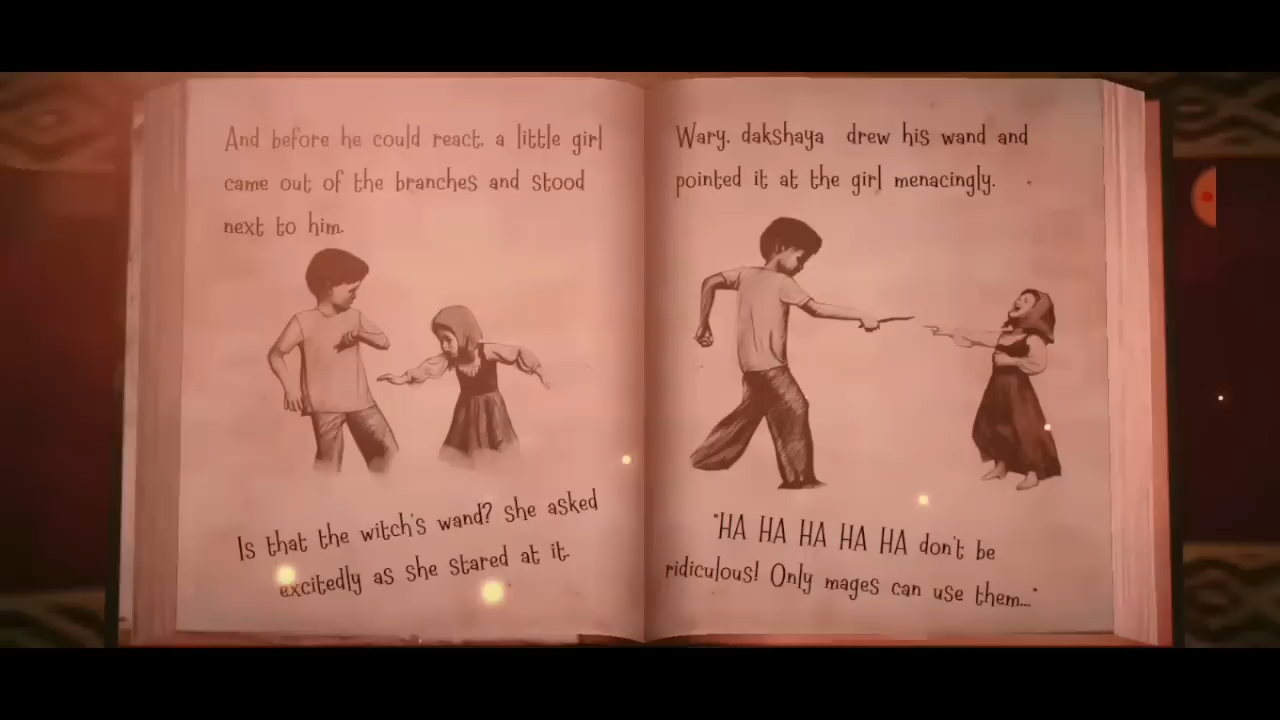 And before he could react, a little girl
came out of the branches and stood
next to him.
Is that the witch's wand? she asked
excitedly as she stared at it.
Wary, dakshaya drew his wand and
pointed it at the girl menacingly.
"HA HA HA HA HA don't be
ridiculous! Only mages can use them..."